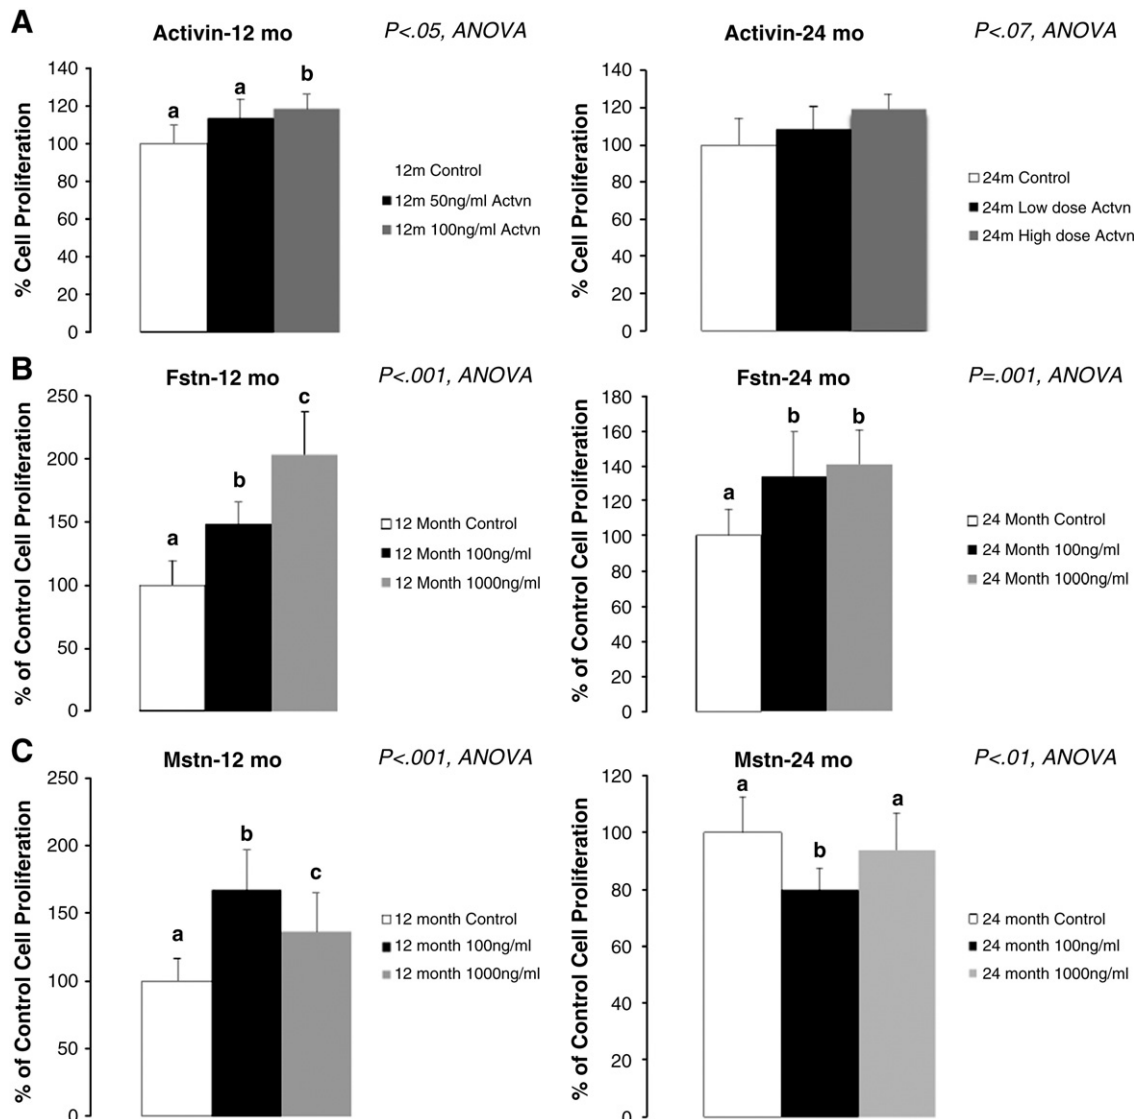 A
Activin-12 mo
P<.05, ANOVA
% Cell Proliferation
140
120
100
80
60
40
20
0
a
a
b
12m Control
12m 50ng/ml Actvn
12m 100ng/ml Actvn
Activin-24 mo
P<.07, ANOVA
% Cell Proliferation
140
120
100
80
60
40
20
0
24m Control
24m Low dose Actvn
24m High dose Actvn
B
Fstn-12 mo
P<.001, ANOVA
% of Control Cell Proliferation
250
200
150
100
50
0
a
b
c
12 Month Control
12 Month 100ng/ml
12 Month 1000ng/ml
Fstn-24 mo
P=.001, ANOVA
% of Control Cell Proliferation
180
160
140
120
100
80
60
40
20
0
a
b
b
24 Month Control
24 Month 100ng/ml
24 Month 1000ng/ml
C
Mstn-12 mo
P<.001, ANOVA
% of Control Cell Proliferation
250
200
150
100
50
0
a
b
c
12 month Control
12 month 100ng/ml
12 month 1000ng/ml
Mstn-24 mo
P<.01, ANOVA
% of Control Cell Proliferation
120
100
80
60
40
20
0
a
b
a
24 month Control
24 month 100ng/ml
24 month 1000ng/ml